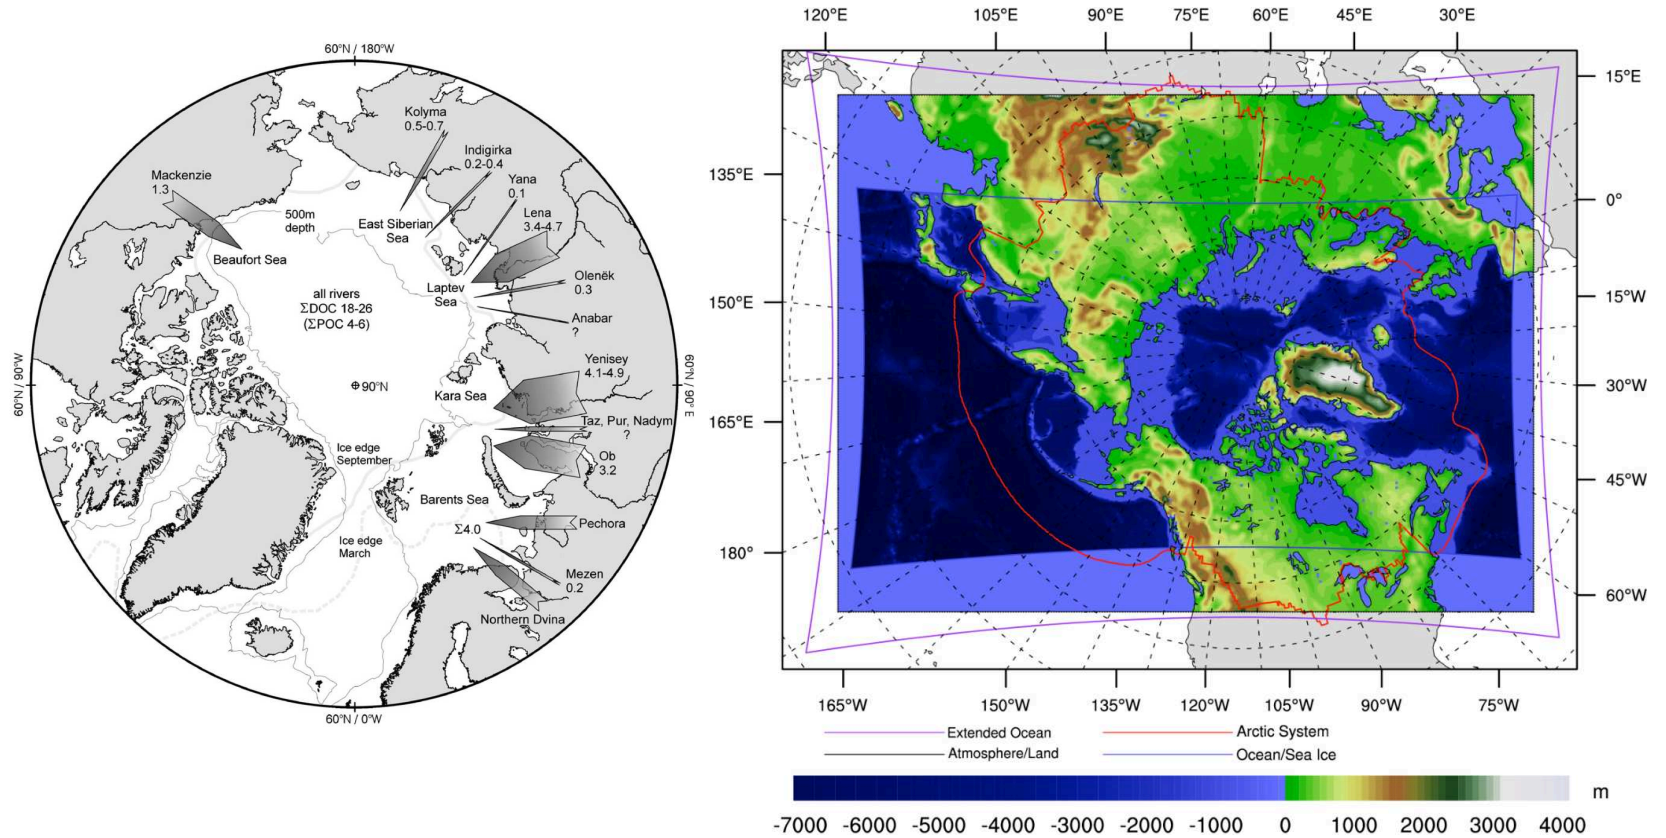 60°N / 180°W
Kolyma
0.5-0.7
Indigirka
0.2-0.4
Yana
0.1
Lena
3.4-4.7
Mackenzie
1.3
500m
depth
East Siberian
Sea
Beaufort Sea
Laptev
Sea
Olenëk
0.3
all rivers
ΣDOC 18-26
(ΣPOC 4-6)
Anabar
?
Yenisey
4.1-4.9
60°N / 90°W
90°N
60°N / 90° E
Kara Sea
Taz, Pur, Nadym
?
Ice edge
September
Ob
3.2
Barents Sea
Σ4.0
Pechora
Ice edge
March
Mezen
0.2
Northern Dvina
60°N / 0°W
120°E 105°E 90°E 75°E 60°E 45°E 30°E
15°E
135°E
0°
150°E
15°W
30°W
165°E
45°W
180°
60°W
165°W 150°W 135°W 120°W 105°W 90°W 75°W
Extended Ocean Arctic System
Atmosphere/Land Ocean/Sea Ice
m
-7000 -6000 -5000 -4000 -3000 -2000 -1000 0 1000 2000 2500 3000 4000